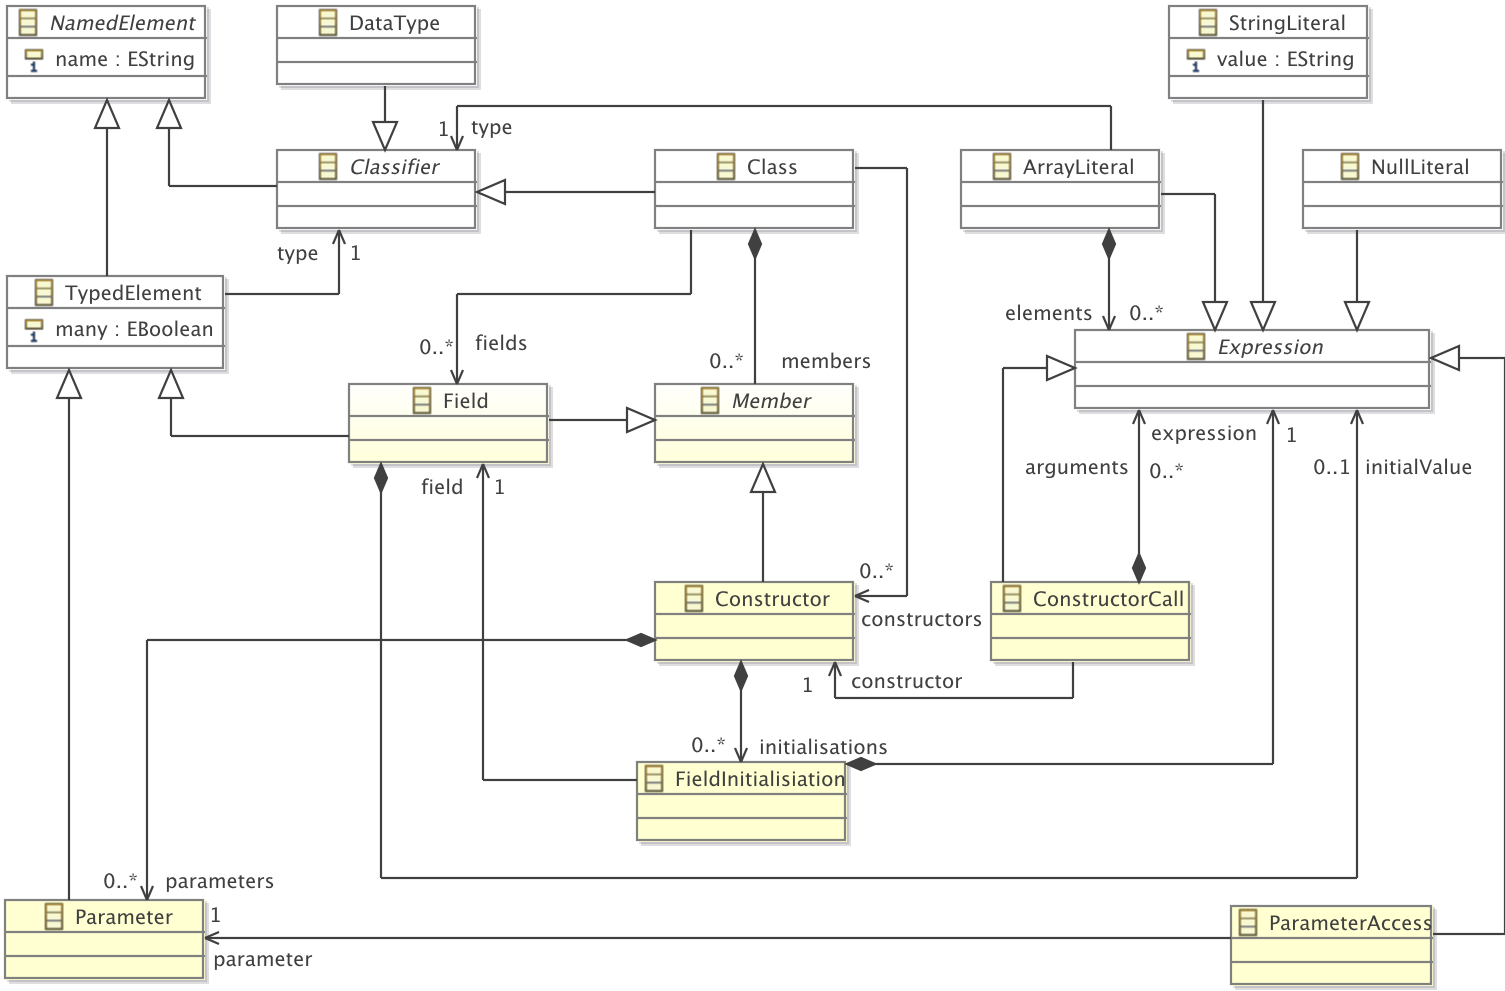 NamedElement
name : EString
DataType
StringLiteral
value : EString
1 type
Classifier
Class
ArrayLiteral
NullLiteral
type 1
TypedElement
many : EBoolean
elements 0..*
0..* fields
0..* members
Expression
Field
Member
expression 1
arguments 0..*
0..1 initialValue
field 1
0..*
Constructor
constructors
ConstructorCall
1 constructor
0..* initialisations
FieldInitialisiation
0..* parameters
Parameter
1
parameter
ParameterAccess